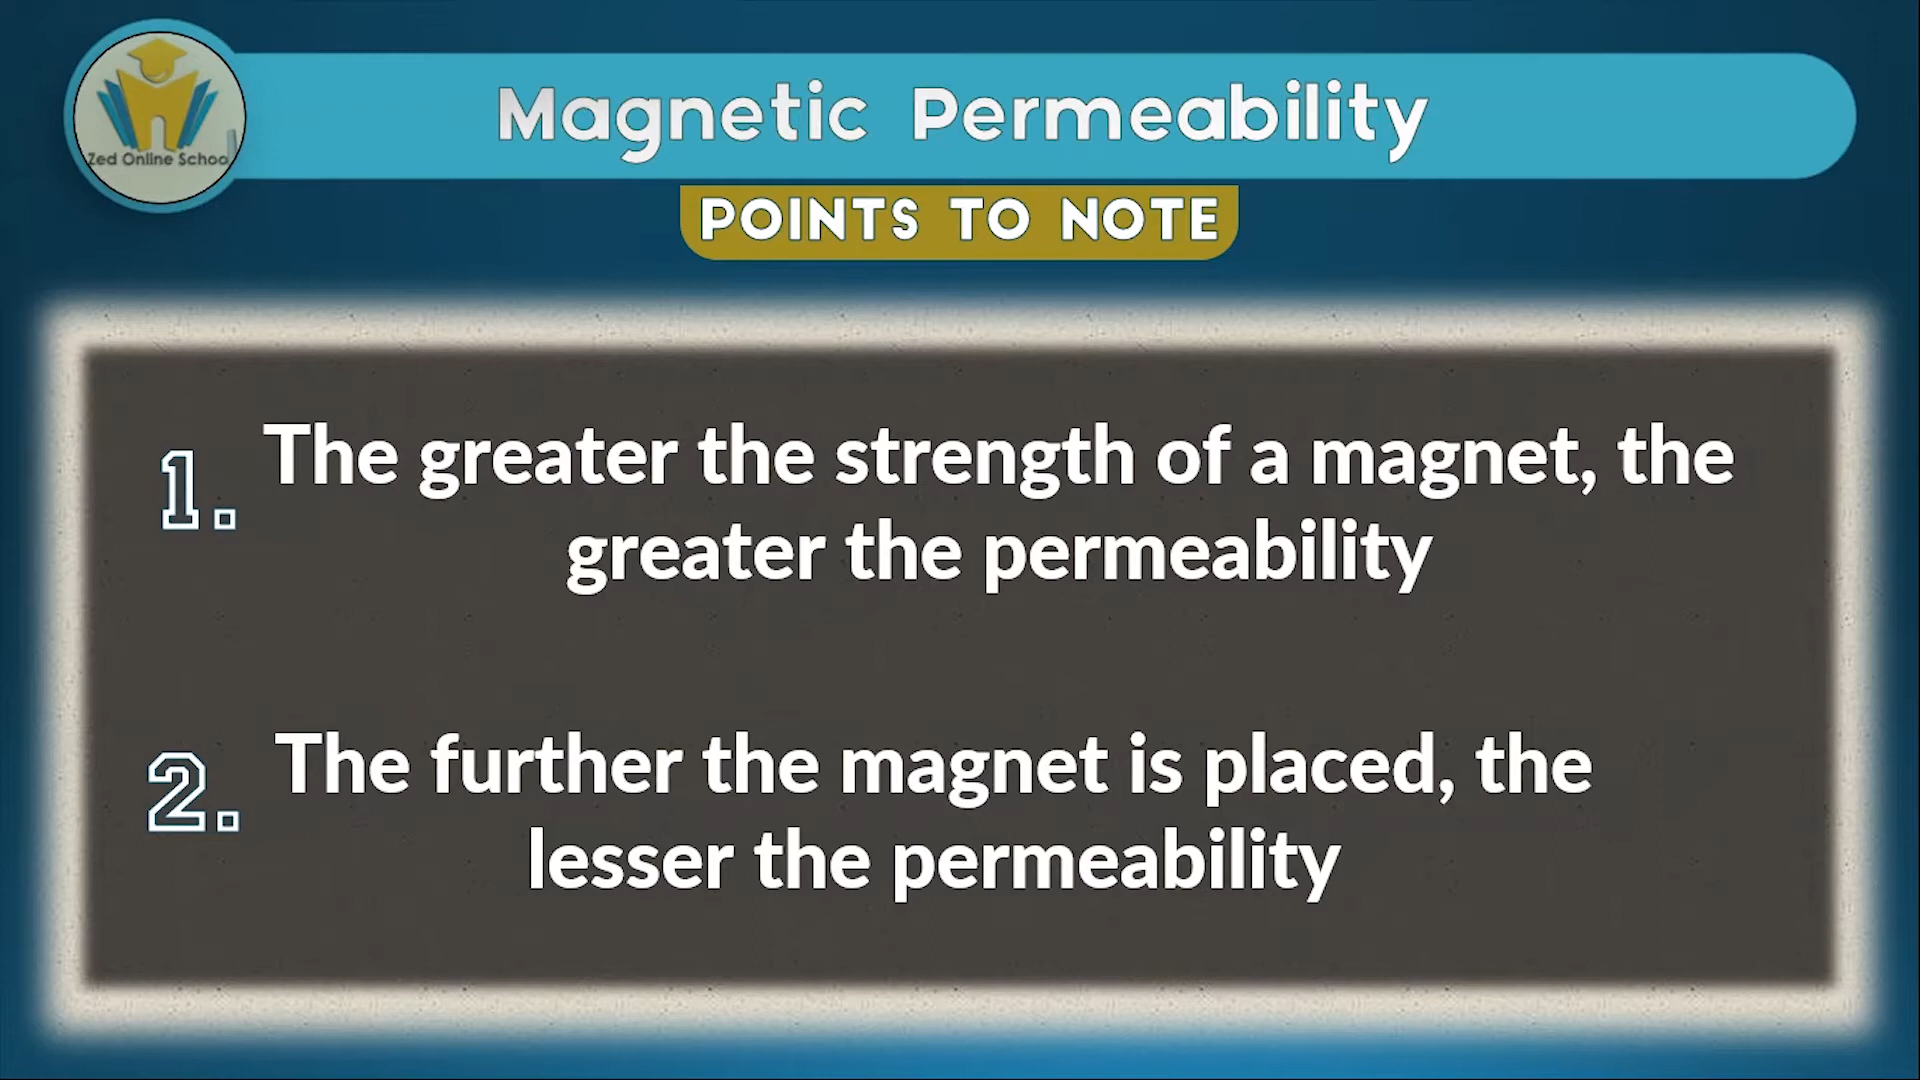 Zed Online School
Magnetic Permeability
POINTS TO NOTE
1. The greater the strength of a magnet, the
greater the permeability
2. The further the magnet is placed, the
lesser the permeability